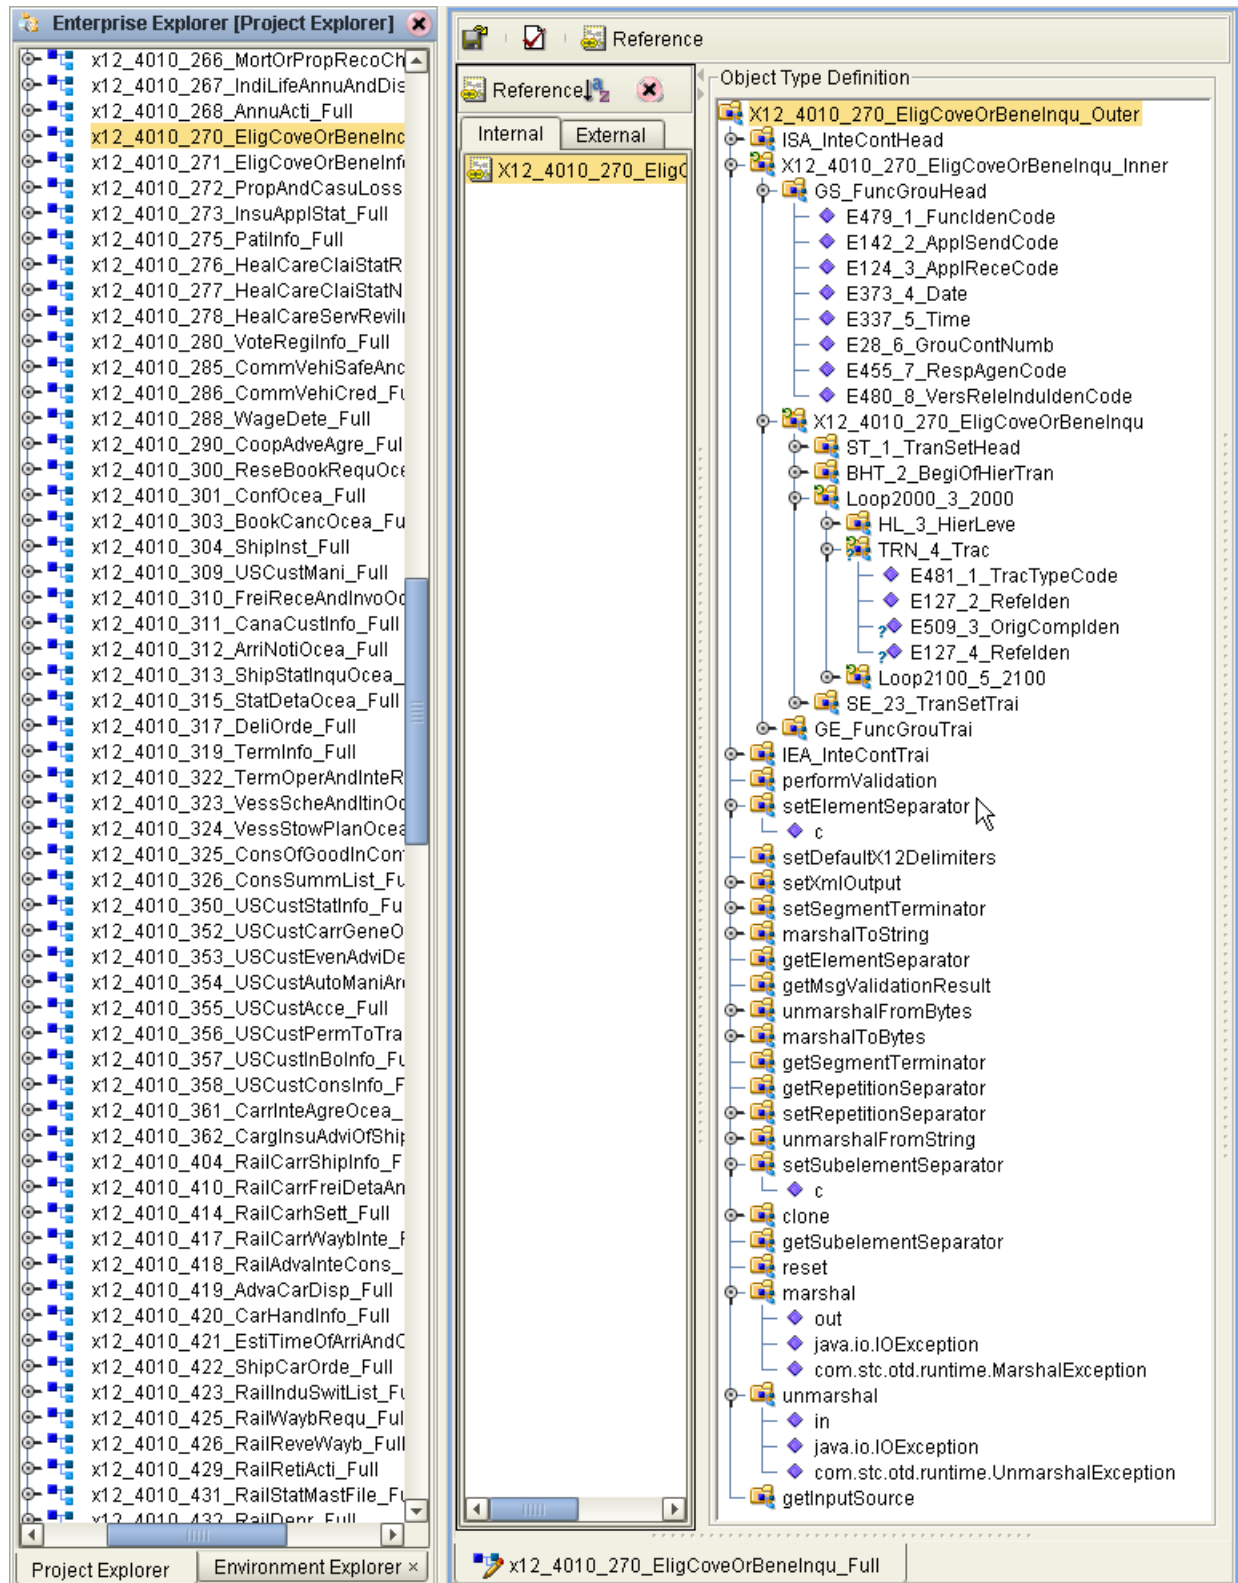 Enterprise Explorer [Project Explorer]
x12_4010_266_MortOrPropRecoCh
x12_4010_267_IndiLifeAnnuAndDis
x12_4010_268_AnnuActi_Full
x12_4010_270_EligCoveOrBeneInc
x12_4010_271_EligCoveOrBeneInfo
x12_4010_272_PropAndCasuLoss
x12_4010_273_InsuApplStat_Full
x12_4010_275_PatiInfo_Full
x12_4010_276_HealCareClaiStatR
x12_4010_277_HealCareClaiStatN
x12_4010_278_HealCareServReviI
x12_4010_280_VoteRegiInfo_Full
x12_4010_285_CommVehiSafeAnd
x12_4010_286_CommVehiCred_Fu
x12_4010_288_WageDete_Full
x12_4010_290_CoopAdveAgre_Ful
x12_4010_300_ReseBookRequOce
x12_4010_301_ConfOcea_Full
x12_4010_303_BookCancOcea_Fu
x12_4010_304_ShipInst_Full
x12_4010_309_USCustMani_Full
x12_4010_310_FreiReceAndInvoOc
x12_4010_311_CanaCustInfo_Full
x12_4010_312_ArriNotiOcea_Full
x12_4010_313_ShipStatInquOcea_
x12_4010_315_StatDetaOcea_Full
x12_4010_317_DeliOrde_Full
x12_4010_319_TermInfo_Full
x12_4010_322_TermOperAndInteR
x12_4010_323_VessScheAndItinOc
x12_4010_324_VessStowPlanOcea
x12_4010_325_ConsOfGoodInCon
x12_4010_326_ConsSummList_Fu
x12_4010_350_USCustStatInfo_Fu
x12_4010_352_USCustCarrGeneO
x12_4010_353_USCustEvenAdviDe
x12_4010_354_USCustAutoManiAr
x12_4010_355_USCustAcce_Full
x12_4010_356_USCustPermToTra
x12_4010_357_USCustInBoInfo_Fu
x12_4010_358_USCustConsInfo_F
x12_4010_361_CarrInteAgreOcea_
x12_4010_362_CargInsuAdviOfShip
x12_4010_404_RailCarrShipInfo_F
x12_4010_410_RailCarrFreiDetaAn
x12_4010_414_RailCarhSett_Full
x12_4010_417_RailCarrWaybInte_F
x12_4010_418_RailAdvaInteCons_
x12_4010_419_AdvaCarDisp_Full
x12_4010_420_CarHandInfo_Full
x12_4010_421_EstiTimeOfArriAndC
x12_4010_422_ShipCarOrde_Full
x12_4010_423_RailInduSwitList_Fu
x12_4010_425_RailWaybRequ_Ful
x12_4010_426_RailReveWayb_Full
x12_4010_429_RailRetiActi_Full
x12_4010_431_RailStatMastFile_Fu
x12_4010_432_RailDepr_Full
Project Explorer
Environment Explorer ×
Reference
Reference
Internal
External
X12_4010_270_EligC
Object Type Definition
X12_4010_270_EligCoveOrBeneInqu_Outer
ISA_InteContHead
X12_4010_270_EligCoveOrBeneInqu_Inner
GS_FuncGrouHead
E479_1_FuncIdenCode
E142_2_ApplSendCode
E124_3_ApplReceCode
E373_4_Date
E337_5_Time
E28_6_GrouContNumb
E455_7_RespAgenCode
E480_8_VersReleInduIdenCode
X12_4010_270_EligCoveOrBeneInqu
ST_1_TranSetHead
BHT_2_BegiOfHierTran
Loop2000_3_2000
HL_3_HierLeve
TRN_4_Trac
E481_1_TracTypeCode
E127_2_RefeIden
E509_3_OrigCompIden
E127_4_RefeIden
Loop2100_5_2100
SE_23_TranSetTrai
GE_FuncGrouTrai
IEA_InteContTrai
performValidation
setElementSeparator
c
setDefaultX12Delimiters
setXmlOutput
setSegmentTerminator
marshalToString
getElementSeparator
getMsgValidationResult
unmarshalFromBytes
marshalToBytes
getSegmentTerminator
getRepetitionSeparator
setRepetitionSeparator
unmarshalFromString
setSubelementSeparator
c
clone
getSubelementSeparator
reset
marshal
out
java.io.IOException
com.stc.otd.runtime.MarshalException
unmarshal
in
java.io.IOException
com.stc.otd.runtime.UnmarshalException
getInputSource
x12_4010_270_EligCoveOrBeneInqu_Full